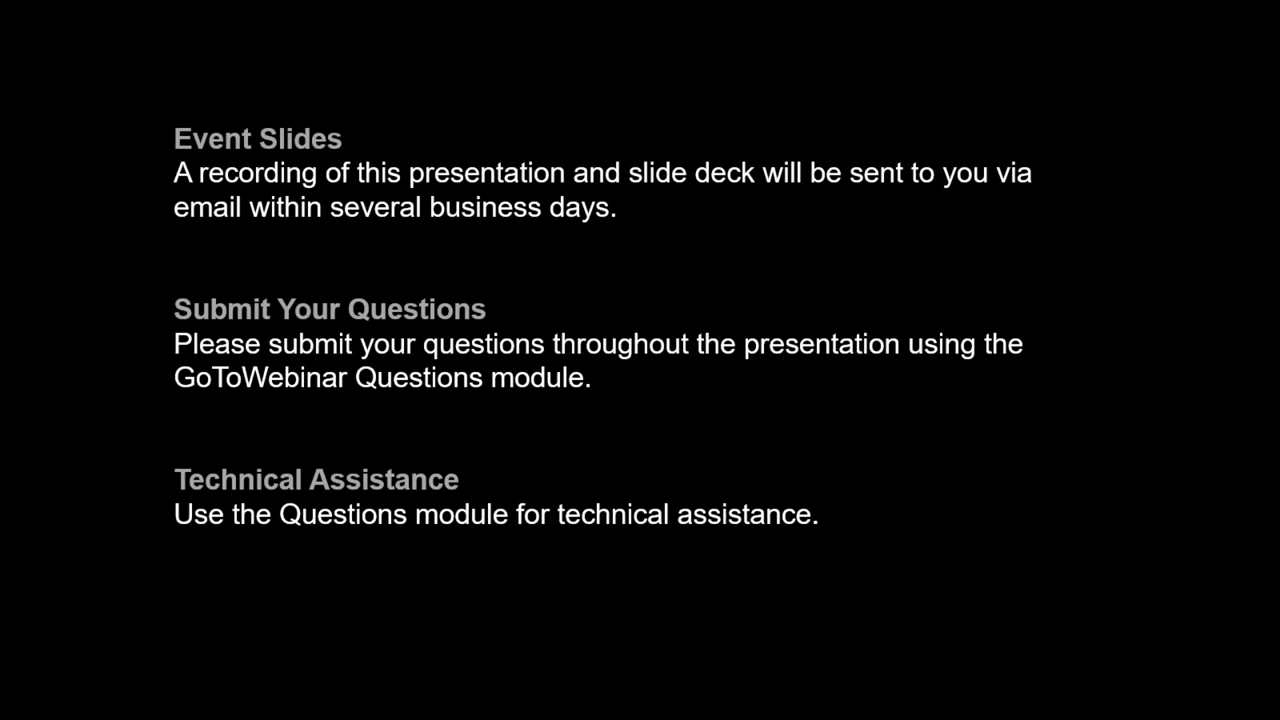 Event Slides
A recording of this presentation and slide deck will be sent to you via
email within several business days.
Submit Your Questions
Please submit your questions throughout the presentation using the
GoToWebinar Questions module.
Technical Assistance
Use the Questions module for technical assistance.